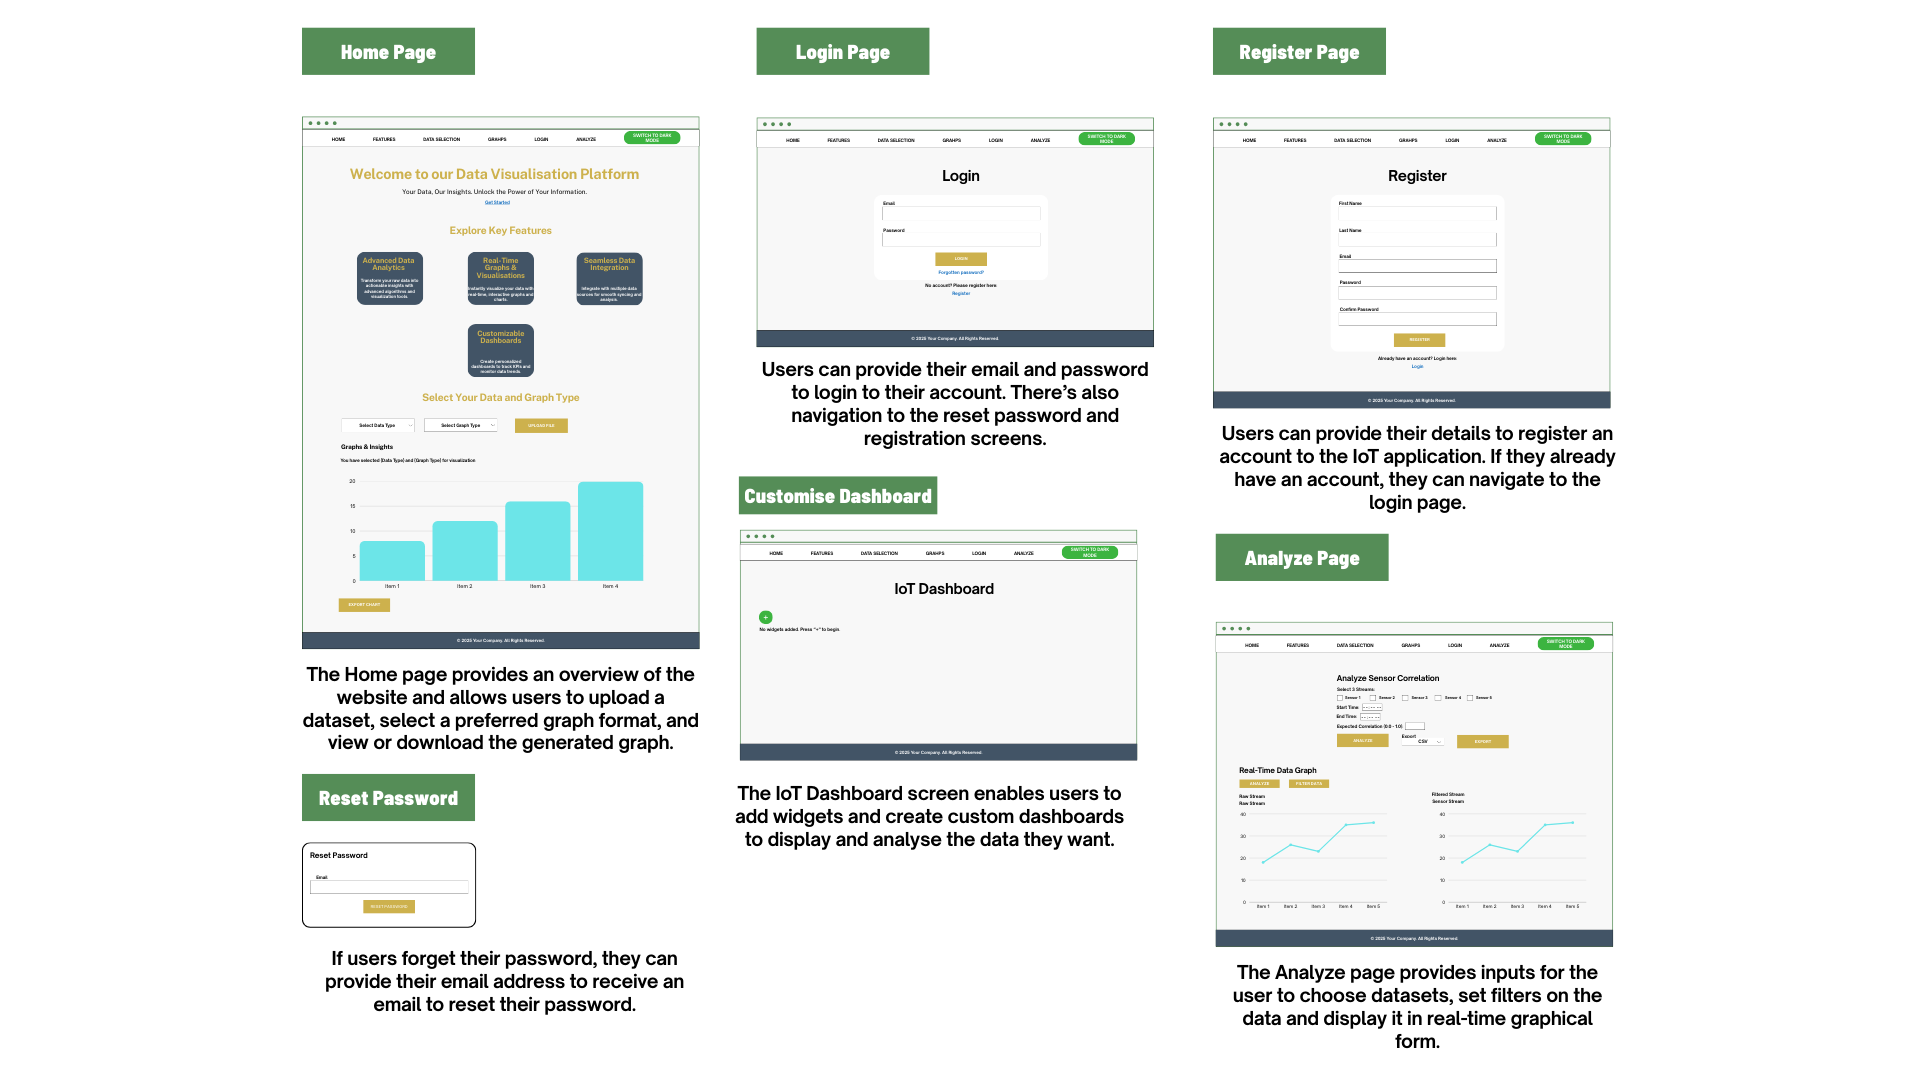 Home Page
HOME FEATURES DATA SELECTION GRAHPS LOGIN ANALYZE SWITCH TO DARK MODE
Welcome to our Data Visualisation Platform
Your Data, Our Insights. Unlock the Power of Your Information.
Get Started
Explore Key Features
Advanced Data
Analytics
Transform your raw data into
actionable insights with
advanced algorithms and
visualization tools.
Real-Time
Graphs &
Visualisations
Instantly visualize your data with
real-time, interactive graphs and
charts.
Seamless Data
Integration
Integrate with multiple data
sources for smooth syncing and
analysis.
Customizable
Dashboards
Create personalized
dashboards to track KPIs and
monitor data trends
Select Your Data and Graph Type
Select Data Type Select Graph Type UPLOAD FILE
Graphs & Insights
You have selected [Data Type] and [Graph Type] for visualization
20
15
10
5
0
Item 1 Item 2 Item 3 Item 4
EXPORT CHART
© 2025 Your Company. All Rights Reserved.
The Home page provides an overview of the
website and allows users to upload a
dataset, select a preferred graph format, and
view or download the generated graph.
Reset Password
Reset Password
Email
RESET PASSWORD
If users forget their password, they can
provide their email address to receive an
email to reset their password.
Login Page
HOME FEATURES DATA SELECTION GRAHPS LOGIN ANALYZE SWITCH TO DARK MODE
Login
Email
Password
LOGIN
Forgotten password?
No account? Please register here:
Register
© 2025 Your Company. All Rights Reserved.
Users can provide their email and password
to login to their account. There's also
navigation to the reset password and
registration screens.
Customise Dashboard
HOME FEATURES DATA SELECTION GRAHPS LOGIN ANALYZE SWITCH TO DARK MODE
IoT Dashboard
+
No widgets added. Press "+" to begin.
© 2025 Your Company. All Rights Reserved.
The IoT Dashboard screen enables users to
add widgets and create custom dashboards
to display and analyse the data they want.
Register Page
HOME FEATURES DATA SELECTION GRAHPS LOGIN ANALYZE SWITCH TO DARK MODE
Register
First Name
Last Name
Email
Password
Confirm Password
REGISTER
Already have an account? Login here:
Login
© 2025 Your Company. All Rights Reserved.
Users can provide their details to register an
account to the IoT application. If they already
have an account, they can navigate to the
login page.
Analyze Page
HOME FEATURES DATA SELECTION GRAHPS LOGIN ANALYZE SWITCH TO DARK MODE
Analyze Sensor Correlation
Select 3 Streams:
Sensor 1 Sensor 2 Sensor 3 Sensor 4 Sensor 5
Start Time: --:-- --
End Time: --:-- --
Expected Correlation (0.0 - 1.0)
ANALYZE Export CSV EXPORT
Real-Time Data Graph
ANALYZE FILTER DATA
Raw Stream
Raw Stream
40
30
20
10
0
Item 1 Item 2 Item 3 Item 4 Item 5
Filtered Stream
Sensor Stream
40
30
20
10
0
Item 1 Item 2 Item 3 Item 4 Item 5
© 2025 Your Company. All Rights Reserved.
The Analyze page provides inputs for the
user to choose datasets, set filters on the
data and display it in real-time graphical
form.